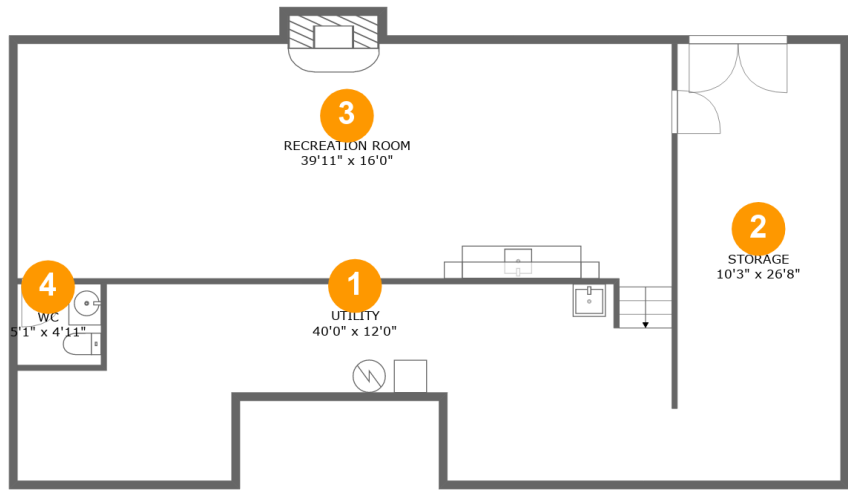 3
RECREATION ROOM
39'11" x 16'0"
2
STORAGE
10'3" x 26'8"
4
WC
5'1" x 4'11"
1
UTILITY
40'0" x 12'0"